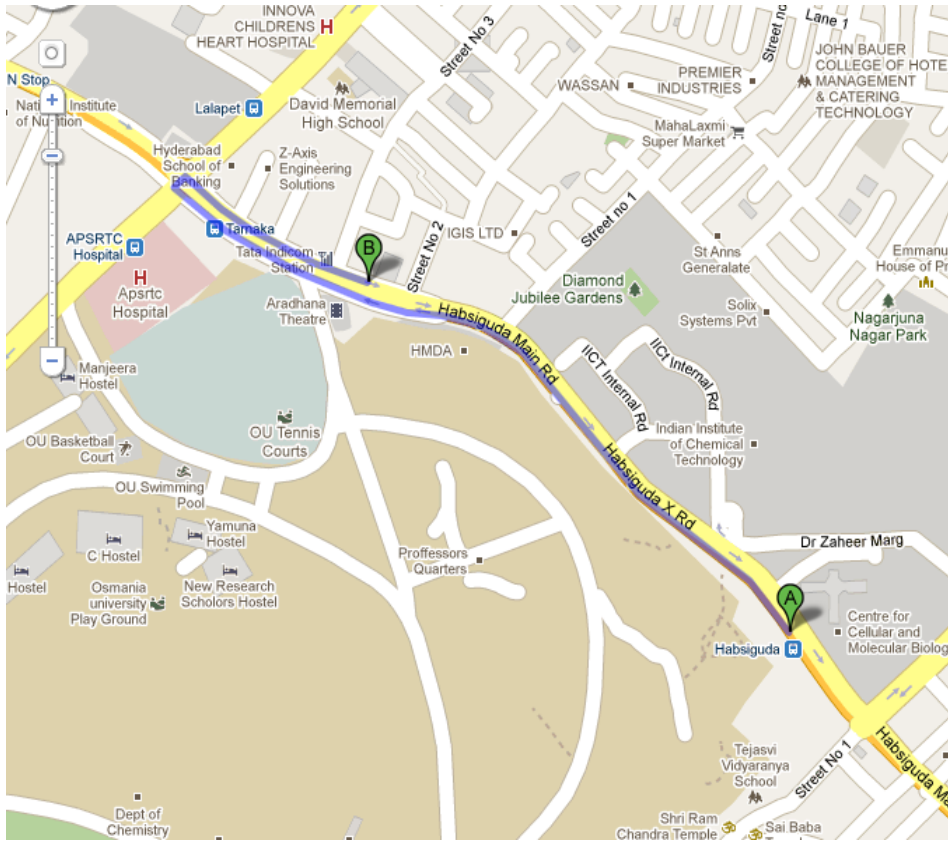 INNOVA
CHILDRENS
HEART HOSPITAL
H
N Stop
National Institute
of Nutrition
Lalapet
David Memorial
High School
Street No 3
Lane 1
Street no
WASSAN
PREMIER
INDUSTRIES
JOHN BAUER
COLLEGE OF HOTE
MANAGEMENT
& CATERING
TECHNOLOGY
MahaLaxmi
Super Market
Hyderabad
School of
Banking
Z-Axis
Engineering
Solutions
Street no 1
APSRTC
Hospital
H
Apsrtc
Hospital
Tarnaka
Tata Indicom
Station
B
Street No 2
IGIS LTD
St Anns
Generalate
Emmanu
House of Pr
Diamond
Jubilee Gardens
Solix
Systems Pvt
Nagarjuna
Nagar Park
Aradhana
Theatre
Habsiguda Main Rd
HMDA
IICT Internal Rd
IICt Internal Rd
Manjeera
Hostel
OU Tennis
Courts
OU Basketball
Court
Indian Institute
of Chemical
Technology
Habsiguda X Rd
OU Swimming
Pool
Yamuna
Hostel
C Hostel
Hostel
New Research
Scholors Hostel
Osmania
university
Play Ground
Proffessors
Quarters
Dr Zaheer Marg
A
Centre for
Cellular and
Molecular Biolog
Habsiguda
Habsiguda Ma
Street No 1
Tejasvi
Vidyaranya
School
Shri Ram
Chandra Temple
Sai Baba
Dept of
Chemistry